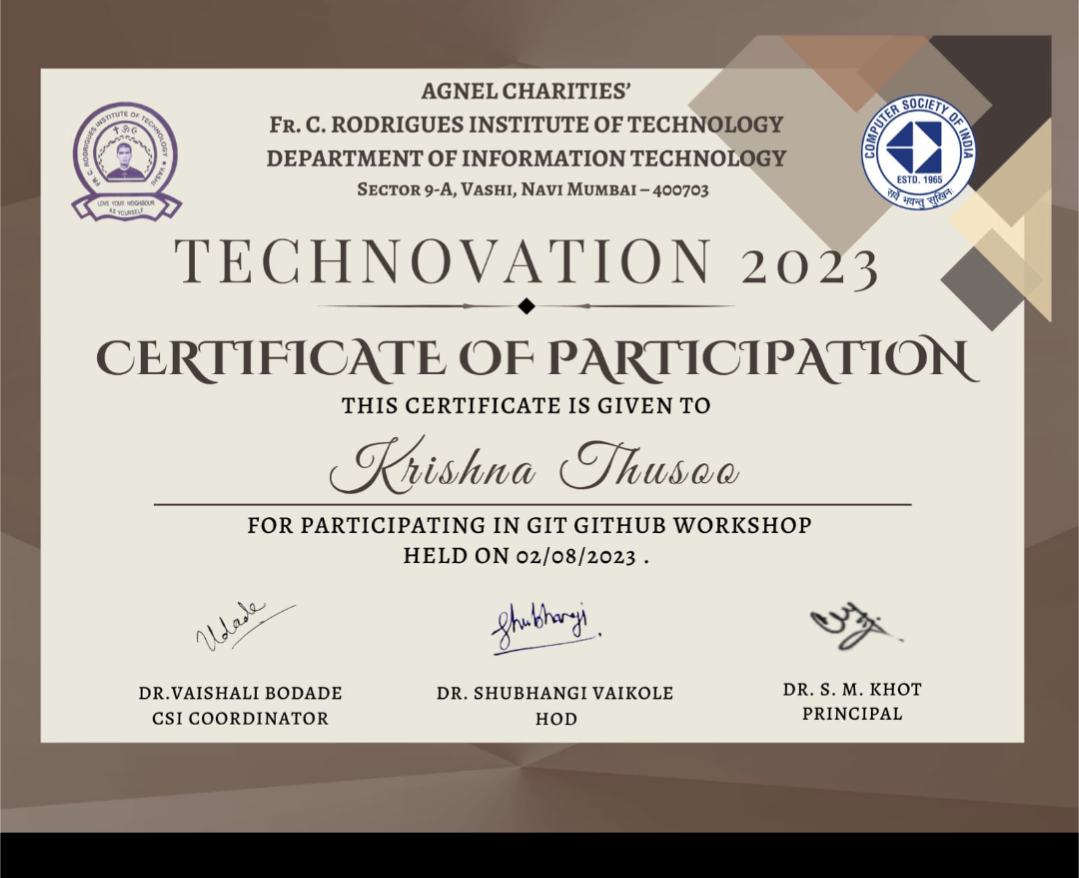 AGNEL CHARITIES'
FR. C. RODRIGUES INSTITUTE OF TECHNOLOGY
DEPARTMENT OF INFORMATION TECHNOLOGY
SECTOR 9-A, VASHI, NAVI MUMBAI – 400703
FR. C. RODRIGUES INSTITUTE OF TECHNOLOGY • VASHI
LOVE YOUR NEIGHBOUR
AS YOURSELF
COMPUTER SOCIETY OF INDIA
ESTD. 1965
सर्वे भवन्तु सुखिनः
TECHNOVATION 2023
CERTIFICATE OF PARTICIPATION
THIS CERTIFICATE IS GIVEN TO
Krishna Thusoo
FOR PARTICIPATING IN GIT GITHUB WORKSHOP
HELD ON 02/08/2023 .
Shubhangi
DR.VAISHALI BODADE
CSI COORDINATOR
DR. SHUBHANGI VAIKOLE
HOD
DR. S. M. KHOT
PRINCIPAL